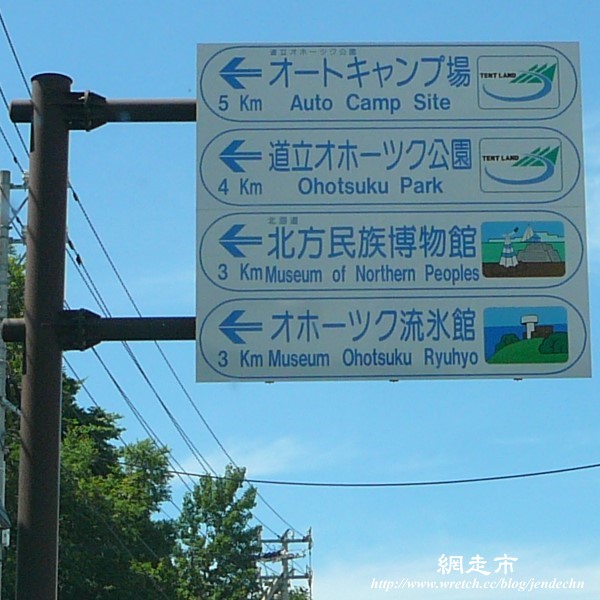 道立オホーツク公園
オートキャンプ場
5 Km Auto Camp Site
TENT LAND
道立オホーツク公園
4 Km Ohotsuku Park
TENT LAND
北海道
北方民族博物館
3 Km Museum of Northern Peoples
オホーツク流氷館
3 Km Museum Ohotsuku Ryuhyo
網走市
http://www.wretch.cc/blog/jendechn